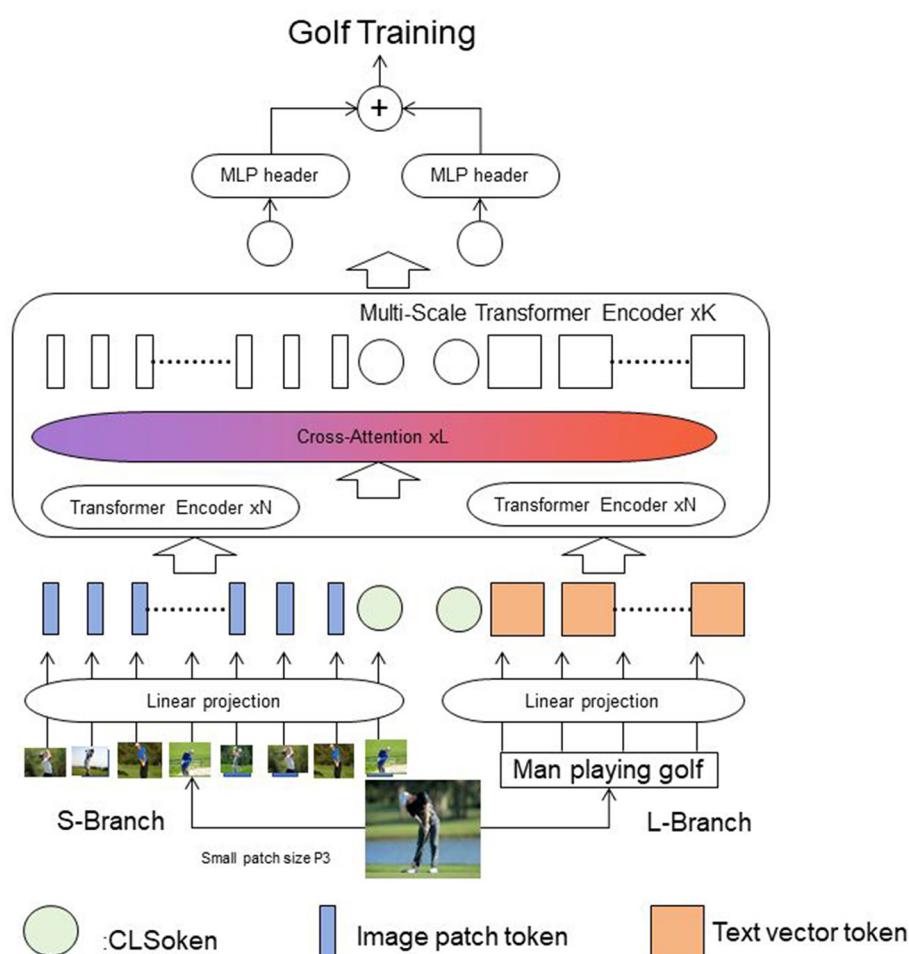 Golf Training
+
MLP header
MLP header
Multi-Scale Transformer Encoder xK
Cross-Attention xL
Transformer Encoder xN
Transformer Encoder xN
Linear projection
Linear projection
Man playing golf
S-Branch
L-Branch
Small patch size P3
:CLSoken
Image patch token
Text vector token